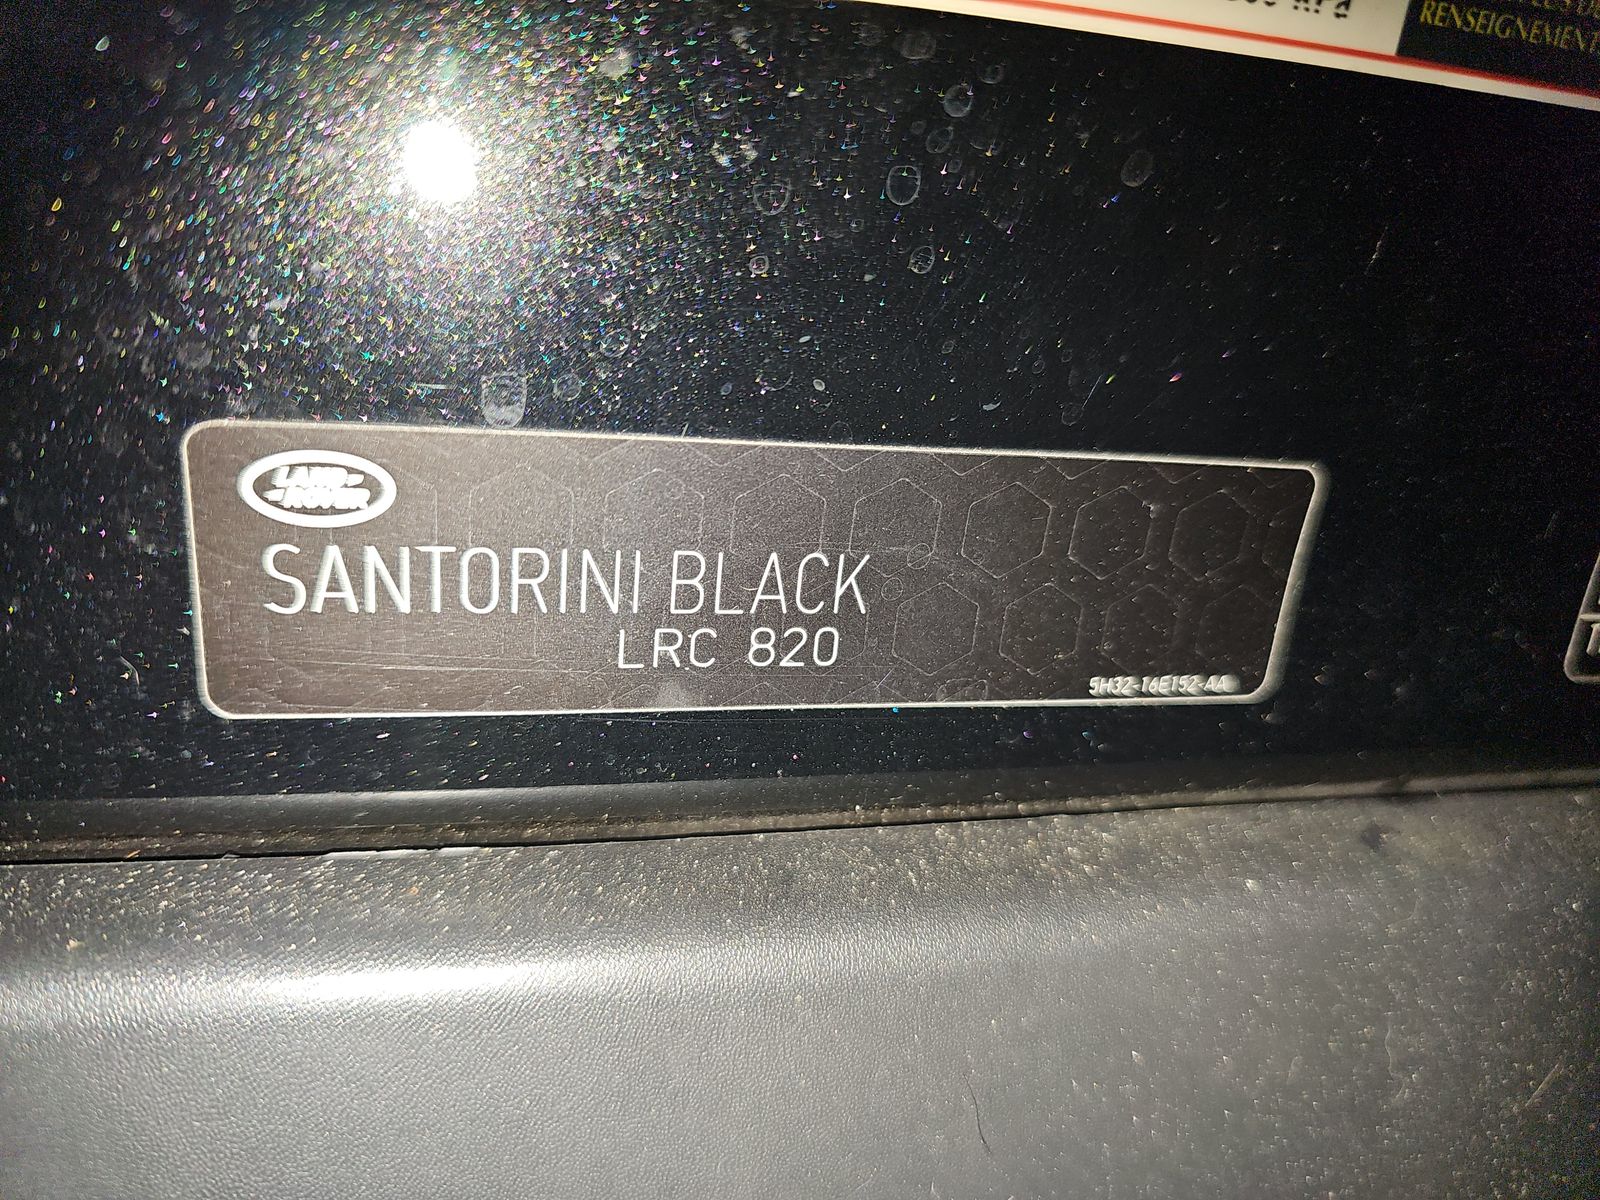 RENSEIGNEMENT
LAND-
-ROVER
SANTORINI BLACK
LRC 820
5H32-16E152-AA